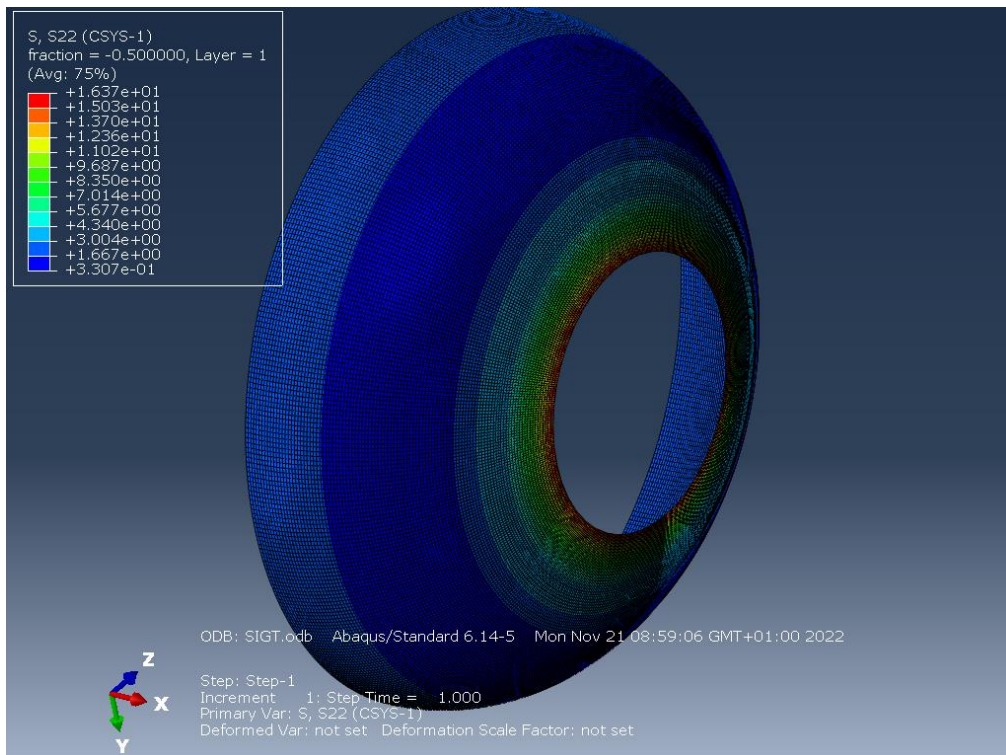 S, S22 (CSYS-1)
fraction = -0.500000, Layer = 1
(Avg: 75%)
+1.637e+01
+1.503e+01
+1.370e+01
+1.236e+01
+1.102e+01
+9.687e+00
+8.350e+00
+7.014e+00
+5.677e+00
+4.340e+00
+3.004e+00
+1.667e+00
+3.307e-01
ODB: SIGT.odb Abaqus/Standard 6.14-5 Mon Nov 21 08:59:06 GMT+01:00 2022
Z
X
Y
Step: Step-1
Increment 1: Step Time = 1.000
Primary Var: S, S22 (CSYS-1)
Deformed Var: not set Deformation Scale Factor: not set